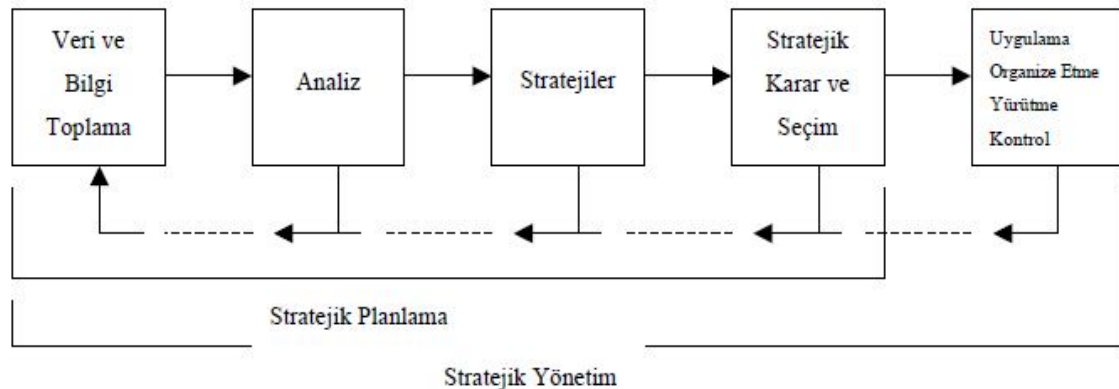 Veri ve
Bilgi
Toplama
Analiz
Stratejiler
Stratejik
Karar ve
Seçim
Uygulama
Organize Etme
Yürütme
Kontrol
Stratejik Planlama
Stratejik Yönetim